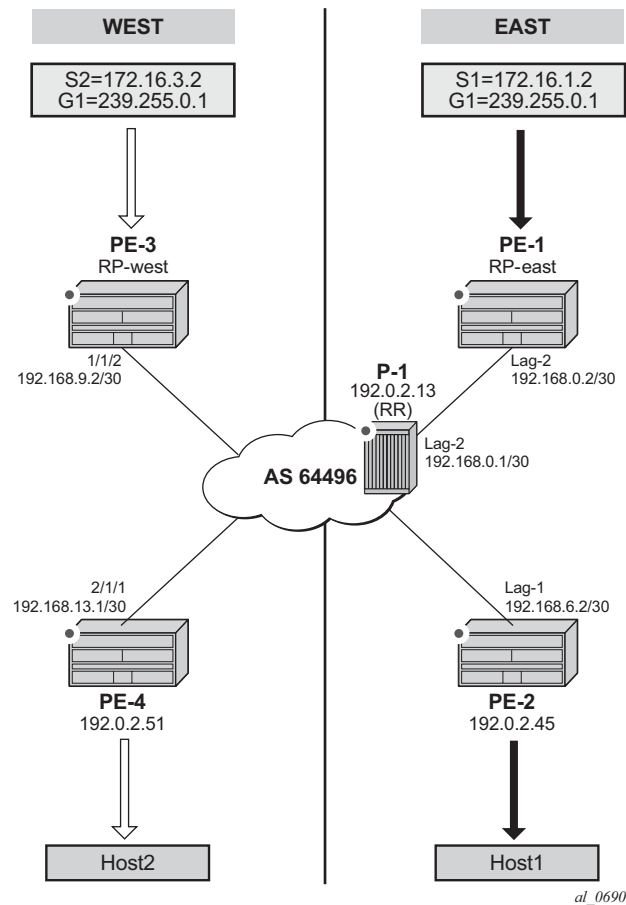 WEST
EAST
S2=172.16.3.2
G1=239.255.0.1
S1=172.16.1.2
G1=239.255.0.1
PE-3
RP-west
PE-1
RP-east
1/1/2
192.168.9.2/30
P-1
192.0.2.13
(RR)
Lag-2
192.168.0.2/30
Lag-2
192.168.0.1/30
AS 64496
2/1/1
192.168.13.1/30
Lag-1
192.168.6.2/30
PE-4
192.0.2.51
PE-2
192.0.2.45
Host2
Host1
al_0690